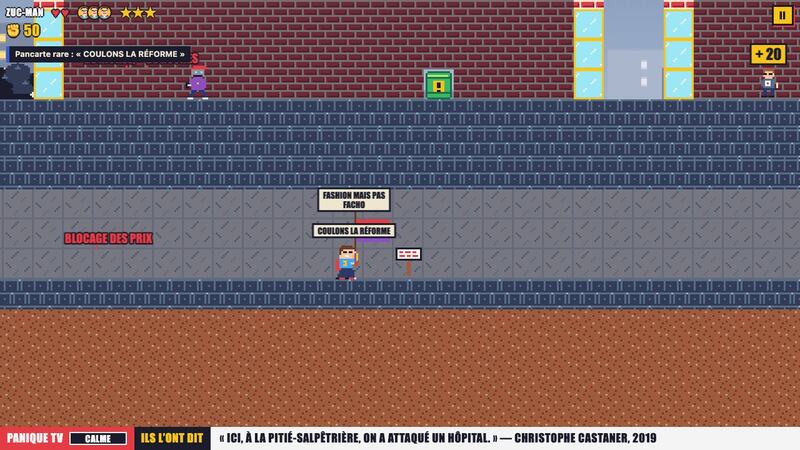 ZUC-MAN
50
Pancarte rare : « COULONS LA RÉFORME »
+ 20
FASHION MAIS PAS
FACHO
COULONS LA RÉFORME
BLOCAGE DES PRIX
PANIQUE TV
CALME
ILS L'ONT DIT
« ICI, À LA PITIÉ-SALPÊTRIÈRE, ON A ATTAQUÉ UN HÔPITAL. » — CHRISTOPHE CASTANER, 2019